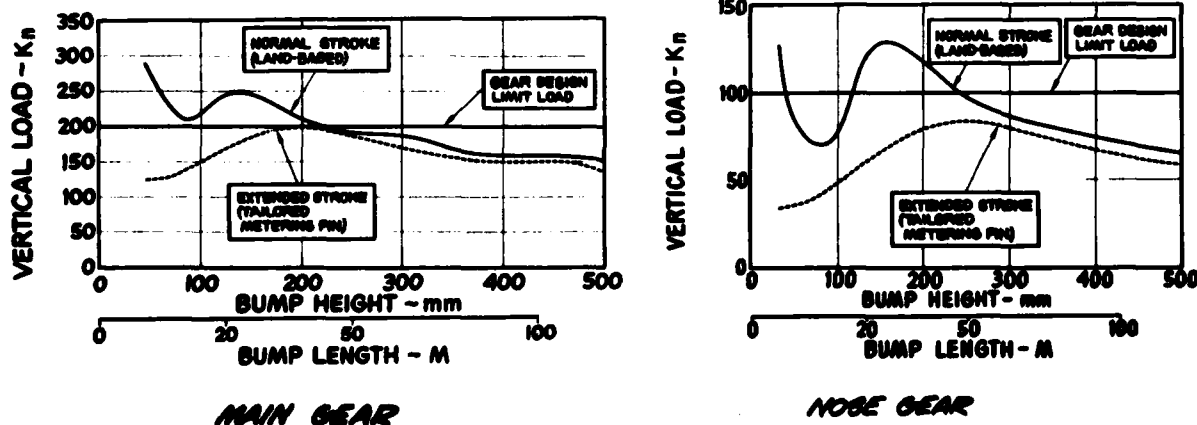 350
300
250
200
150
100
50
0
VERTICAL LOAD ~ Kn
NORMAL STROKE
(LAND-BASED)
GEAR DESIGN
LIMIT LOAD
EXTENDED STROKE
(TAILORED
METERING PIN)
0 100 200 300 400 500
BUMP HEIGHT ~ mm
0 20 50 100
BUMP LENGTH ~ M
MAIN GEAR
150
100
50
0
VERTICAL LOAD - Kn
NORMAL STROKE
(LAND-BASED)
GEAR DESIGN
LIMIT LOAD
EXTENDED STROKE
(TAILORED
METERING PIN)
0 100 200 300 400 500
BUMP HEIGHT - mm
0 20 50 100
BUMP LENGTH - M
NOSE GEAR